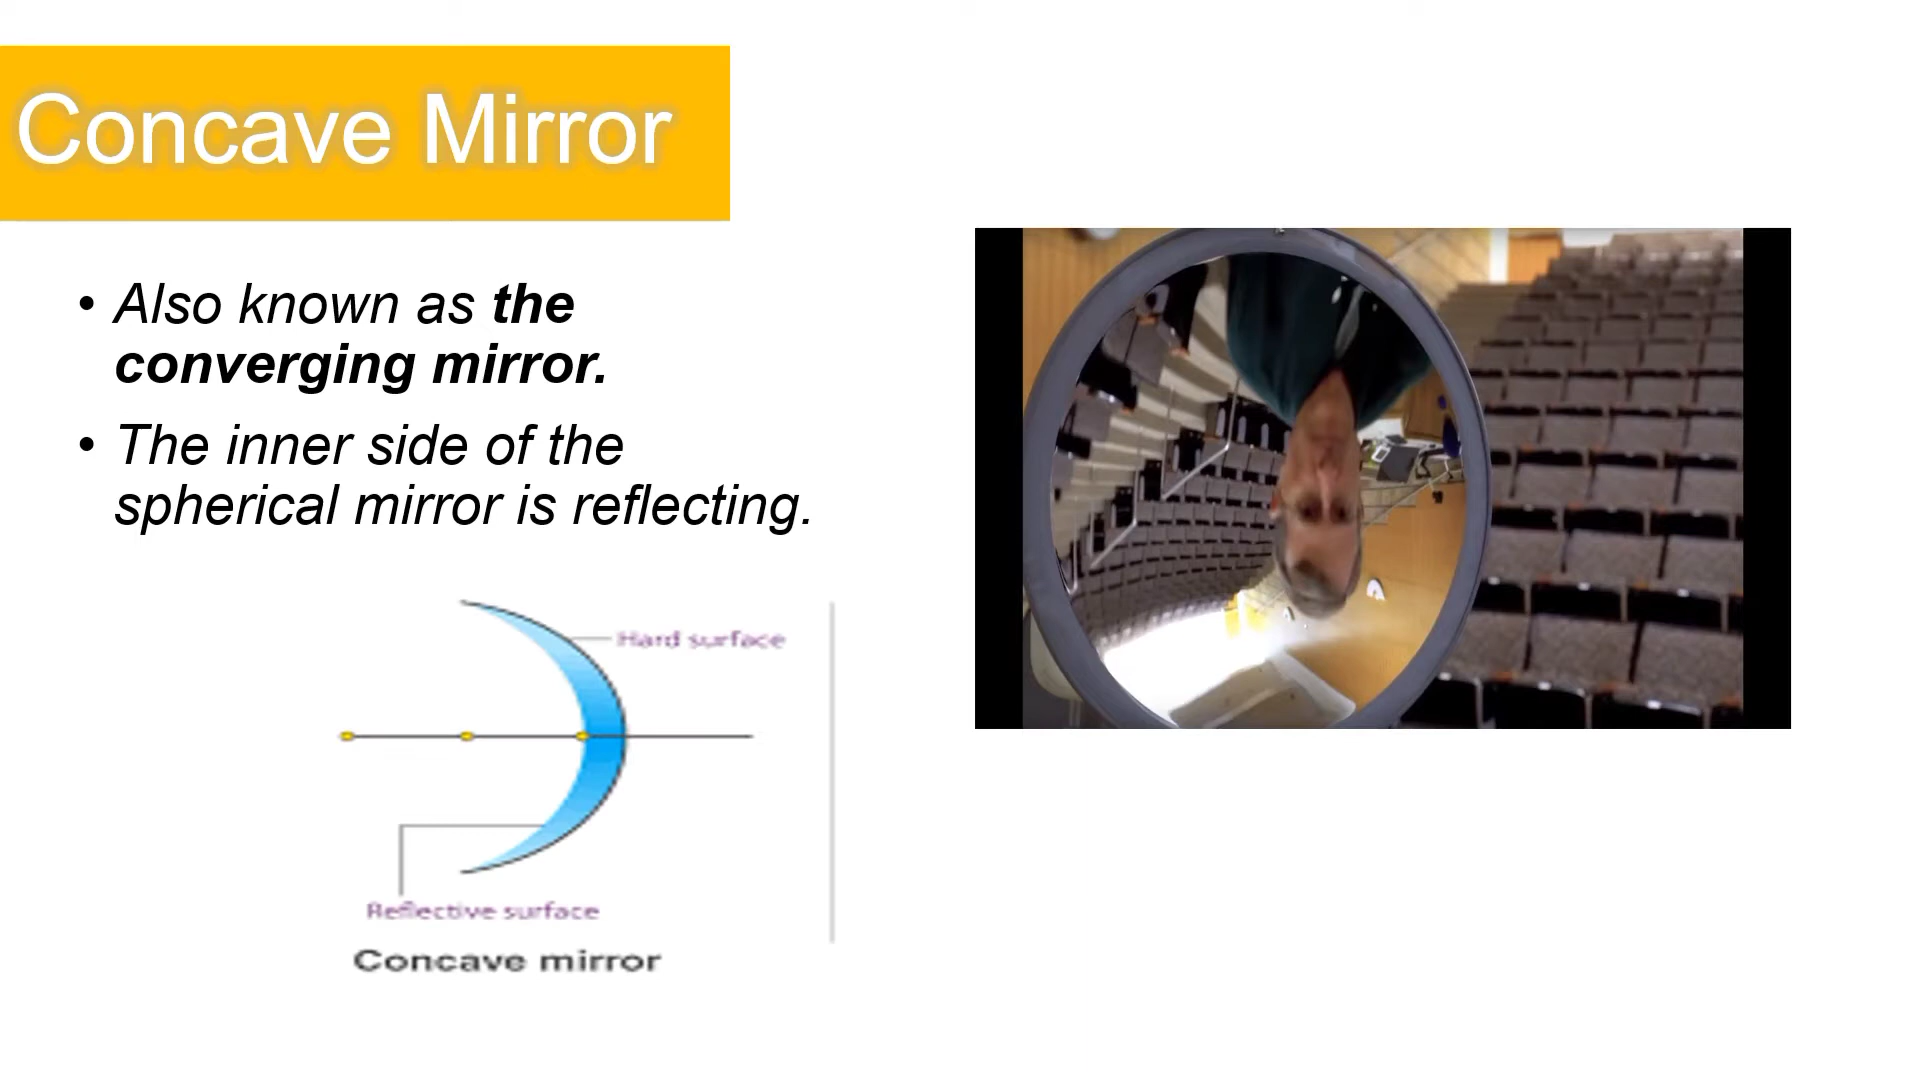 Concave Mirror
• Also known as the
converging mirror.
• The inner side of the
spherical mirror is reflecting.
Hard surface
Reflective surface
Concave mirror